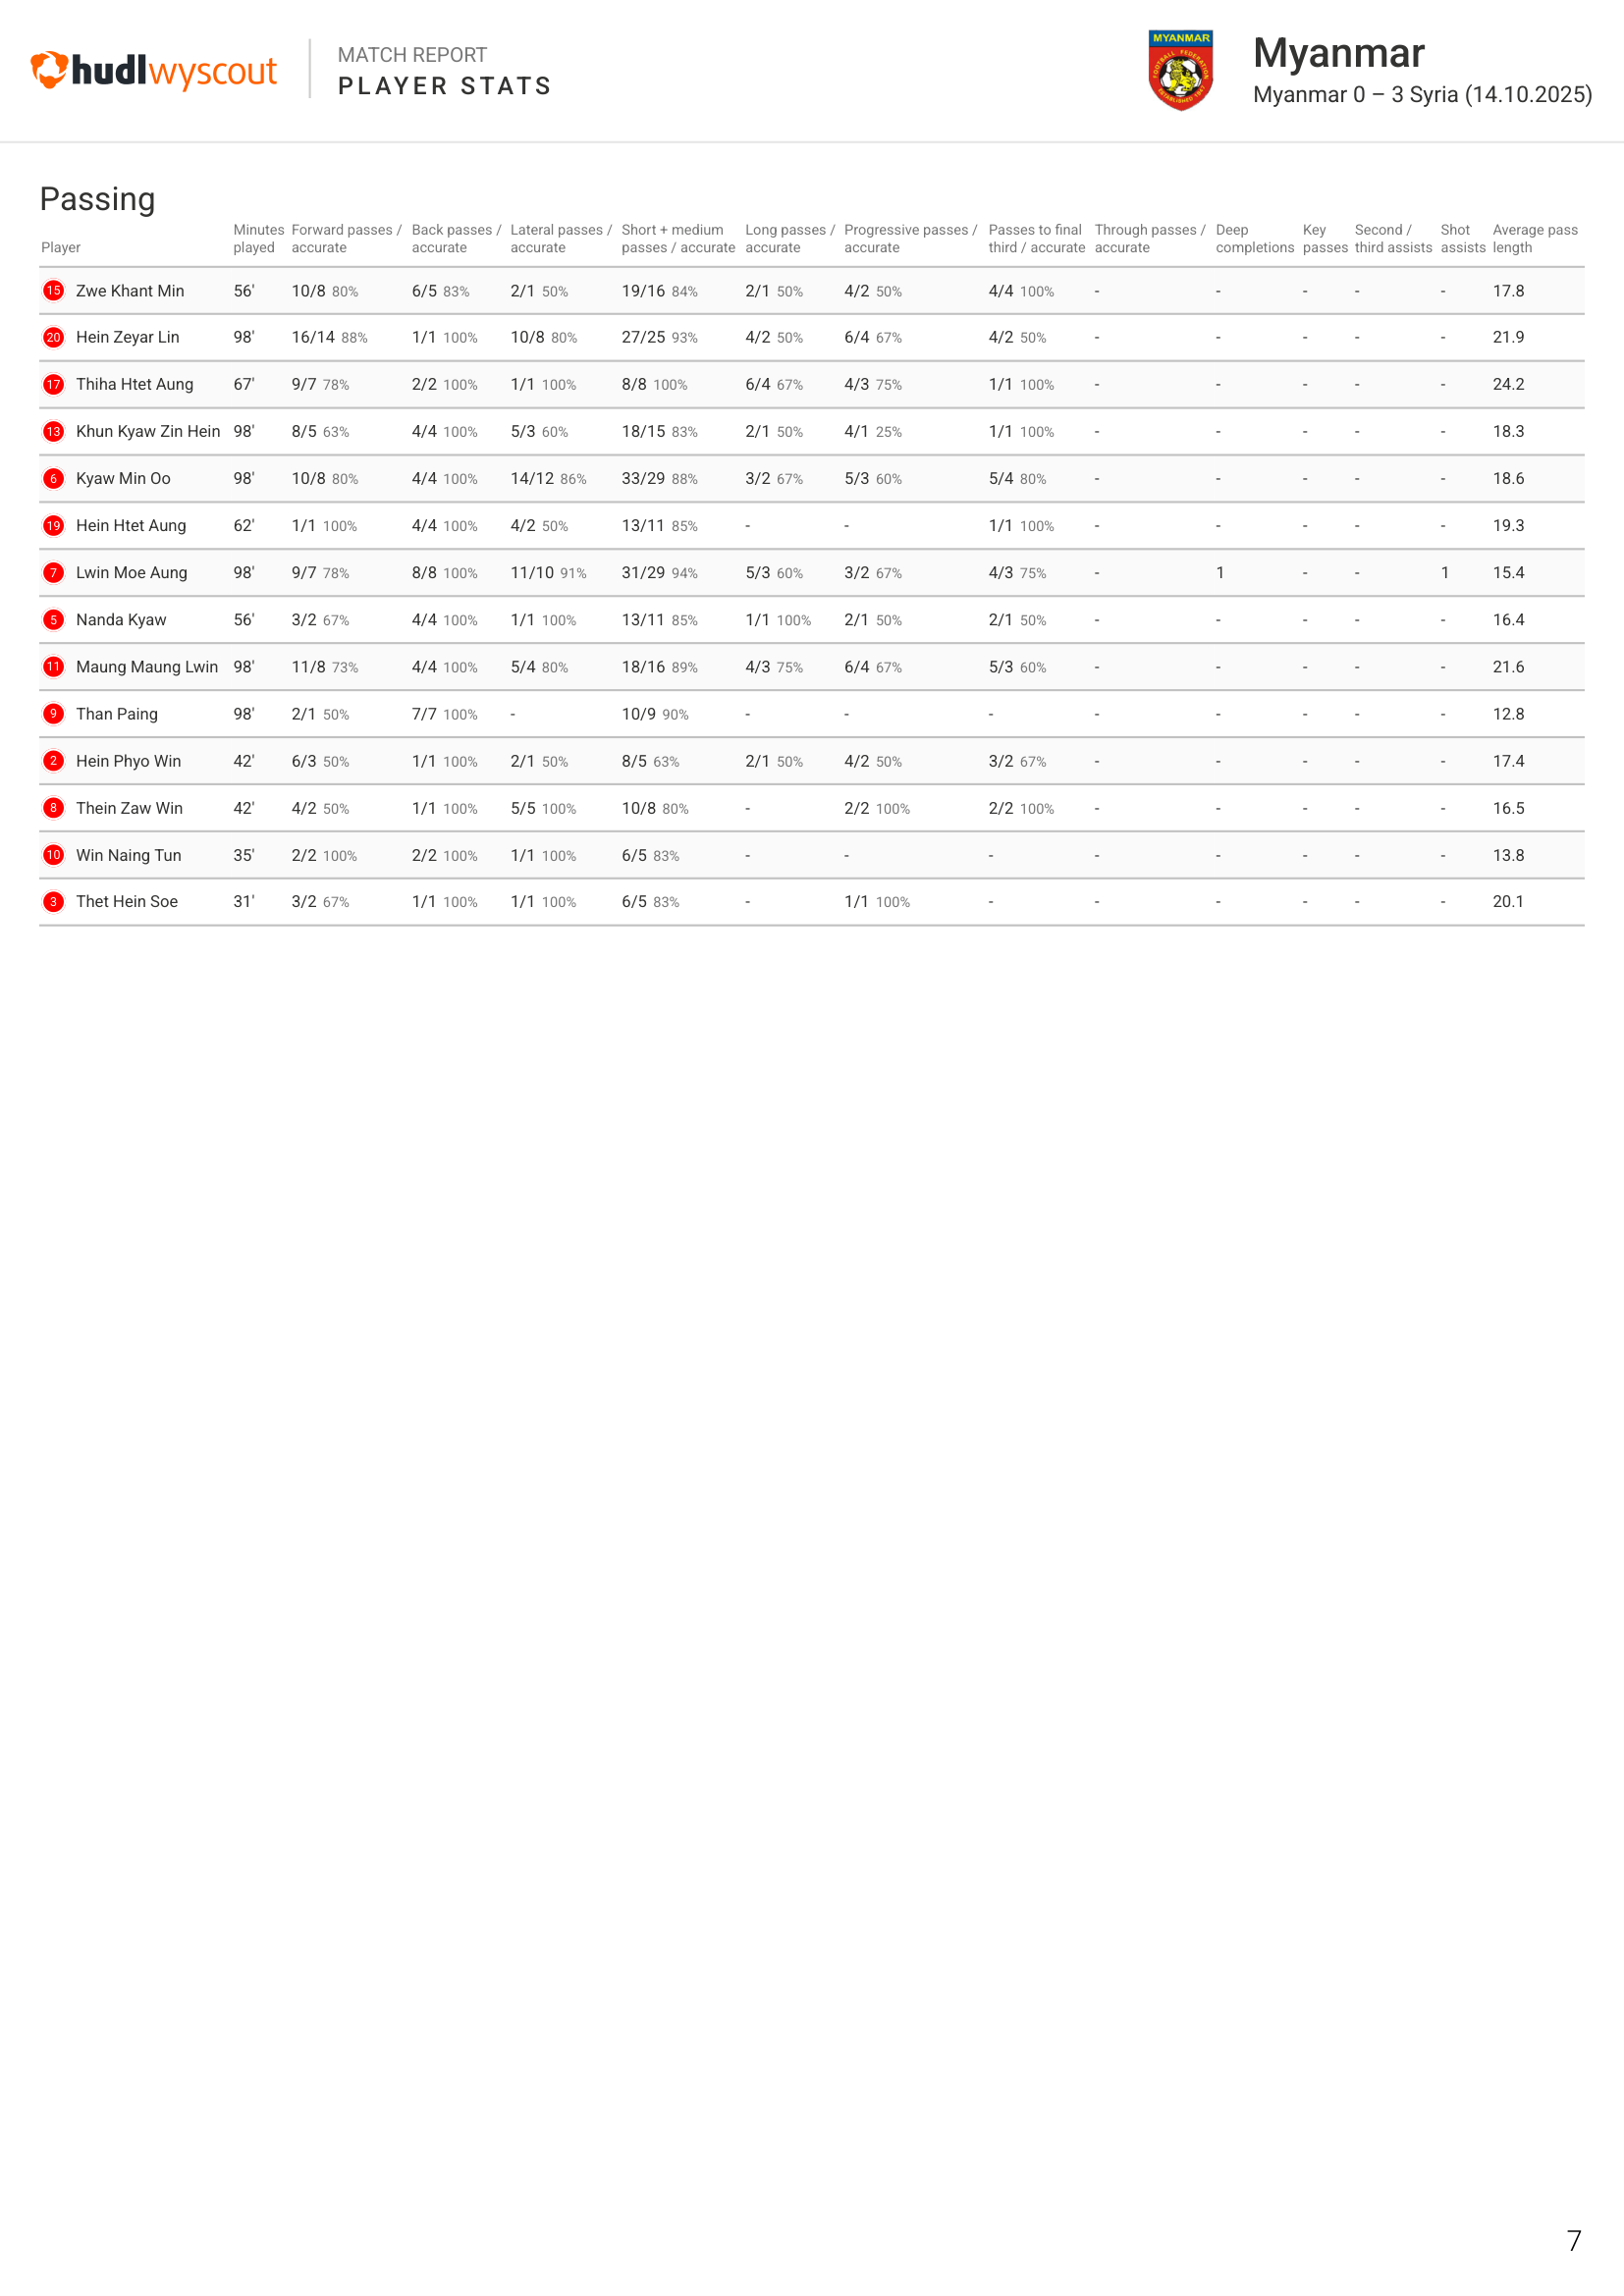 hudl wyscout
MATCH REPORT
PLAYER STATS
MYANMAR
FOOTBALL FEDERATION
ESTABLISHED 1947
Myanmar
Myanmar 0 – 3 Syria (14.10.2025)
Passing
Player Minutes played Forward passes / accurate Back passes / accurate Lateral passes / accurate Short + medium passes / accurate Long passes / accurate Progressive passes / accurate Passes to final third / accurate Through passes / accurate Deep completions Key passes Second / third assists Shot assists Average pass length
15 Zwe Khant Min 56' 10/8 80% 6/5 83% 2/1 50% 19/16 84% 2/1 50% 4/2 50% 4/4 100% - - - - - 17.8
20 Hein Zeyar Lin 98' 16/14 88% 1/1 100% 10/8 80% 27/25 93% 4/2 50% 6/4 67% 4/2 50% - - - - - 21.9
17 Thiha Htet Aung 67' 9/7 78% 2/2 100% 1/1 100% 8/8 100% 6/4 67% 4/3 75% 1/1 100% - - - - - 24.2
13 Khun Kyaw Zin Hein 98' 8/5 63% 4/4 100% 5/3 60% 18/15 83% 2/1 50% 4/1 25% 1/1 100% - - - - - 18.3
6 Kyaw Min Oo 98' 10/8 80% 4/4 100% 14/12 86% 33/29 88% 3/2 67% 5/3 60% 5/4 80% - - - - - 18.6
19 Hein Htet Aung 62' 1/1 100% 4/4 100% 4/2 50% 13/11 85% - - 1/1 100% - - - - - 19.3
7 Lwin Moe Aung 98' 9/7 78% 8/8 100% 11/10 91% 31/29 94% 5/3 60% 3/2 67% 4/3 75% - 1 - - 1 15.4
5 Nanda Kyaw 56' 3/2 67% 4/4 100% 1/1 100% 13/11 85% 1/1 100% 2/1 50% 2/1 50% - - - - - 16.4
11 Maung Maung Lwin 98' 11/8 73% 4/4 100% 5/4 80% 18/16 89% 4/3 75% 6/4 67% 5/3 60% - - - - - 21.6
9 Than Paing 98' 2/1 50% 7/7 100% - 10/9 90% - - - - - - - - 12.8
2 Hein Phyo Win 42' 6/3 50% 1/1 100% 2/1 50% 8/5 63% 2/1 50% 4/2 50% 3/2 67% - - - - - 17.4
8 Thein Zaw Win 42' 4/2 50% 1/1 100% 5/5 100% 10/8 80% - 2/2 100% 2/2 100% - - - - - 16.5
10 Win Naing Tun 35' 2/2 100% 2/2 100% 1/1 100% 6/5 83% - - - - - - - - 13.8
3 Thet Hein Soe 31' 3/2 67% 1/1 100% 1/1 100% 6/5 83% - 1/1 100% - - - - - - 20.1
7